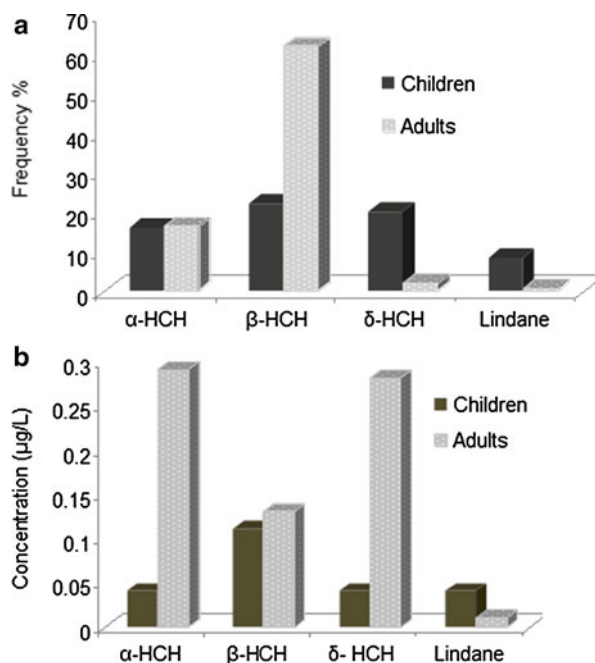 a
Frequency %
70
60
50
40
30
20
10
0
Children
Adults
α-HCH β-HCH δ-HCH Lindane
b
Concentration (µg/L)
0.3
0.25
0.2
0.15
0.1
0.05
0
Children
Adults
α-HCH β-HCH δ- HCH Lindane